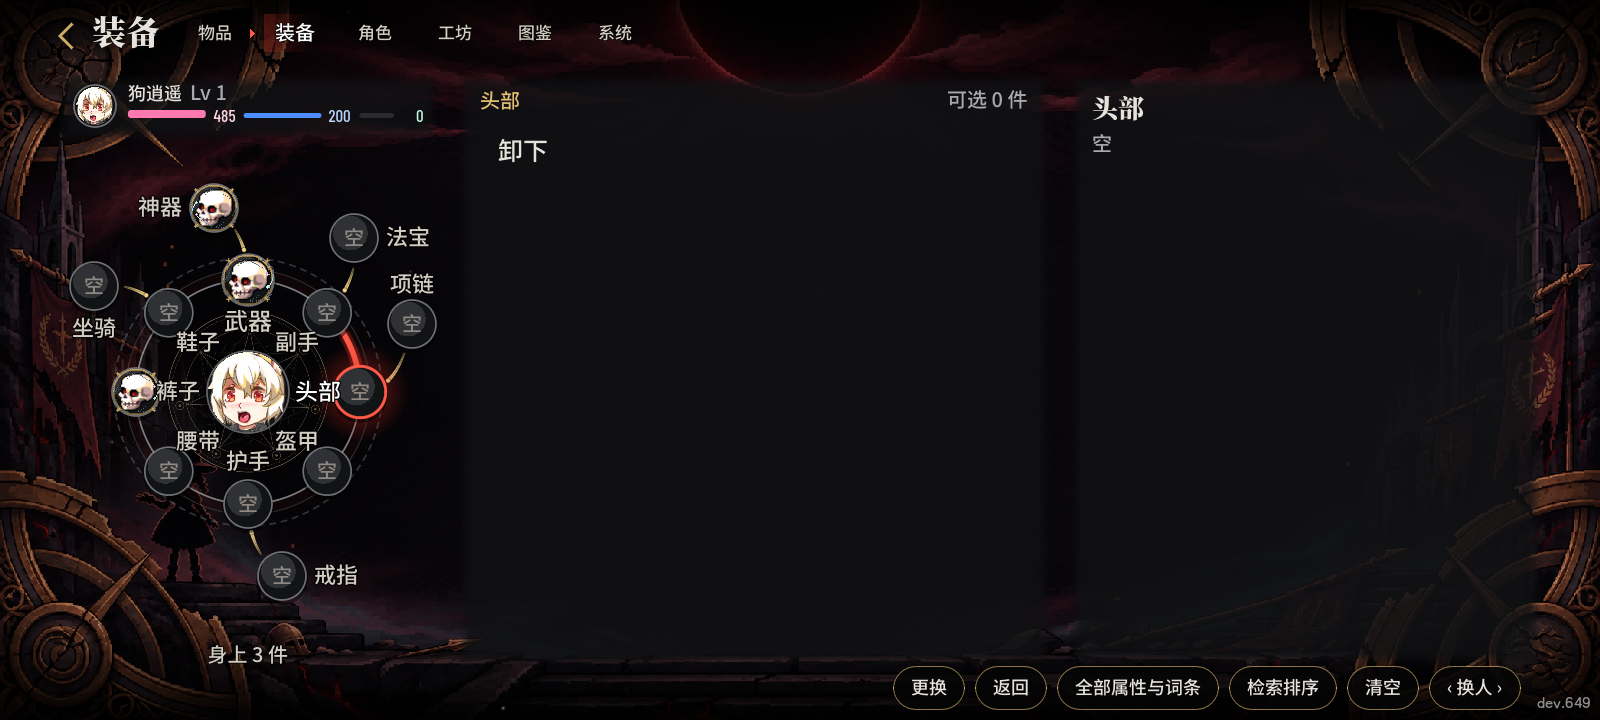 装备
物品
装备
角色
工坊
图鉴
系统
狗逍遥 Lv 1
485
200
0
头部
可选 0 件
卸下
头部
空
神器
空
法宝
项链
空
空
坐骑
空
空
武器
鞋子
副手
裤子
头部
空
腰带
盔甲
护手
空
空
空
空
戒指
身上 3 件
更换
返回
全部属性与词条
检索排序
清空
‹ 换人 ›
dev.649